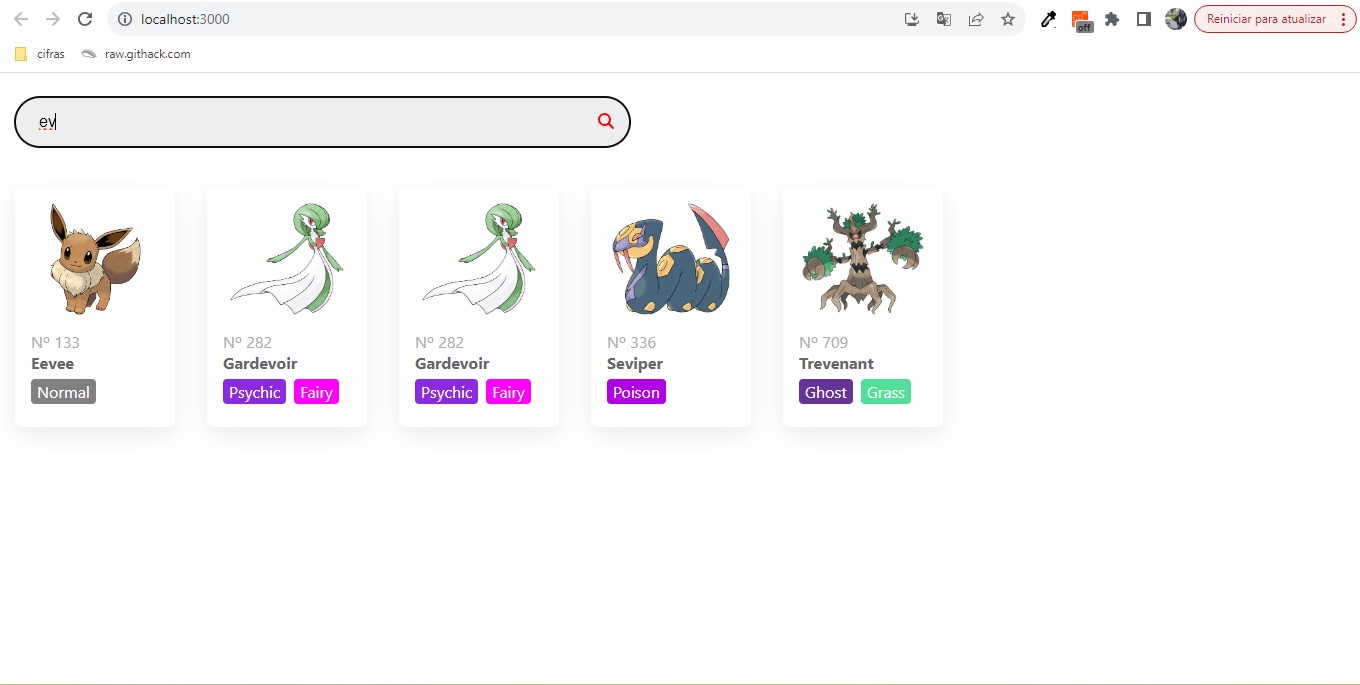 localhost:3000
off
Reiniciar para atualizar
cifras
raw.githack.com
ev
Nº 133
Eevee
Normal
Nº 282
Gardevoir
Psychic Fairy
Nº 282
Gardevoir
Psychic Fairy
Nº 336
Seviper
Poison
Nº 709
Trevenant
Ghost Grass